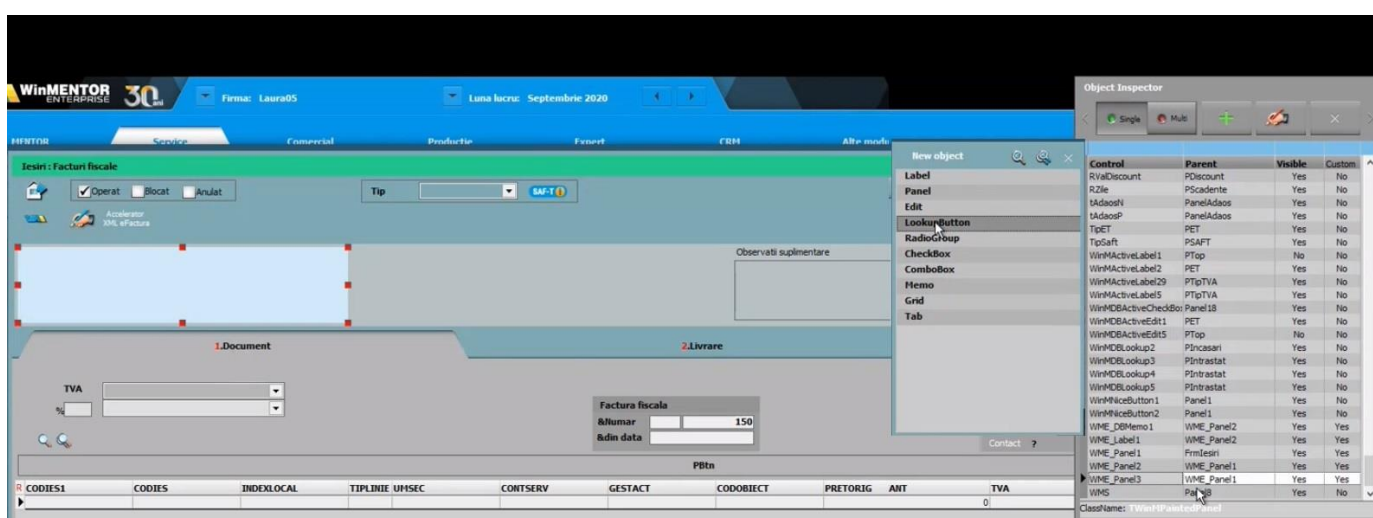 WinMENTOR
ENTERPRISE
30 ani
Firma: Laura05
Luna lucru: Septembrie 2020
MENTOR Service Comercial Productie Expert CRM Alte modu
Iesiri : Facturi fiscale
Operat Blocat Anulat
Tip
SAF-T
Accelerator
XML eFactura
Observatii suplimentare
1.Document 2.Livrare
TVA
%
Factura fiscala
&Numar 150
&din data
Contact ?
PBtn
R CODIES1 CODIES INDEXLOCAL TIPLINIE UMSEC CONTSERV GESTACT CODOBIECT PRETORIG ANT TVA
0
New object
Label
Panel
Edit
LookupButton
RadioGroup
CheckBox
ComboBox
Memo
Grid
Tab
Object Inspector
Single Multi
Control Parent Visible Custom
RValDiscount PDiscount Yes No
RZile PScadente Yes No
tAdaosN PanelAdaos Yes No
tAdaosP PanelAdaos Yes No
TipET PET Yes No
TipSaft PSAFT Yes No
WinMActiveLabel1 PTop No No
WinMActiveLabel2 PET Yes No
WinMActiveLabel29 PTipTVA Yes No
WinMActiveLabel5 PTipTVA Yes No
WinMDBActiveCheckBo: Panel18 Yes No
WinMDBActiveEdit1 PET Yes No
WinMDBActiveEdit5 PTop No No
WinMDBLookup2 PIncasari Yes No
WinMDBLookup3 PIntrastat Yes No
WinMDBLookup4 PIntrastat Yes No
WinMDBLookup5 PIntrastat Yes No
WinMNiceButton1 Panel1 Yes No
WinMNiceButton2 Panel1 Yes No
WME_DBMemo1 WME_Panel2 Yes Yes
WME_Label1 WME_Panel2 Yes Yes
WME_Panel1 FrmIesiri Yes Yes
WME_Panel2 WME_Panel1 Yes Yes
WME_Panel3 WME_Panel1 Yes Yes
WMS Panel8 Yes No
ClassName: TWinMPaintedPanel